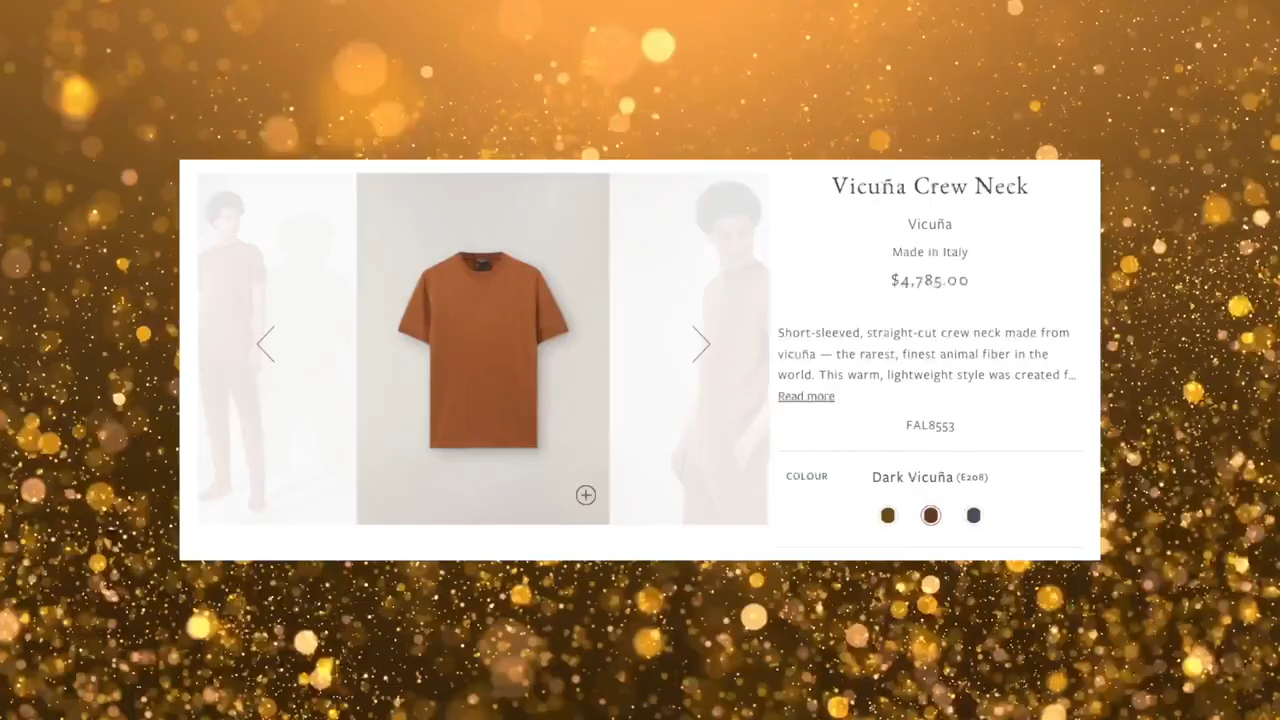 Vicuña Crew Neck
Vicuña
Made in Italy
$4,785.00
Short-sleeved, straight-cut crew neck made from
vicuña — the rarest, finest animal fiber in the
world. This warm, lightweight style was created f...
Read more
FAL8553
COLOUR Dark Vicuña (E208)